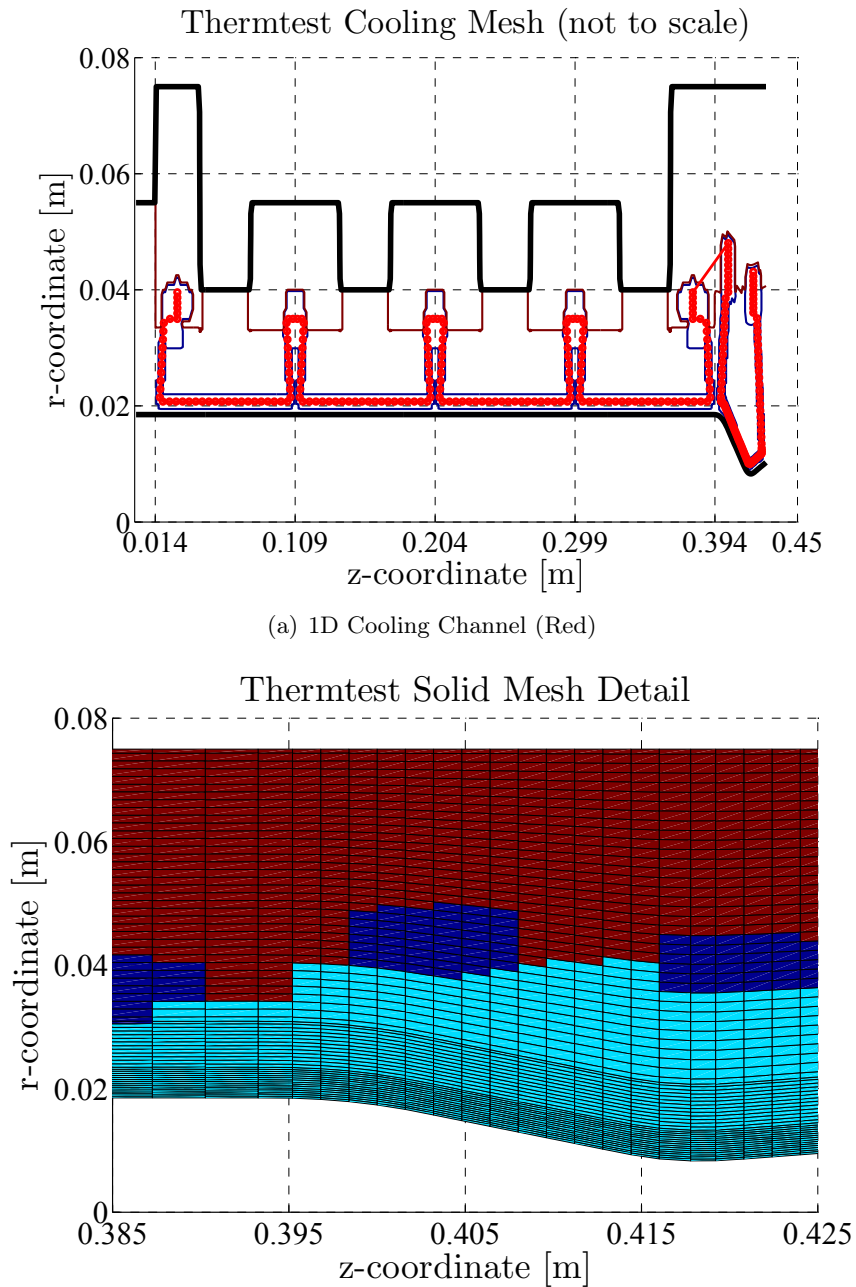 Thermtest Cooling Mesh (not to scale)
0.08
0.06
r-coordinate [m]
0.04
0.02
0
0.014 0.109 0.204 0.299 0.394 0.45
z-coordinate [m]
(a) 1D Cooling Channel (Red)
Thermtest Solid Mesh Detail
0.08
0.06
r-coordinate [m]
0.04
0.02
0
0.385 0.395 0.405 0.415 0.425
z-coordinate [m]